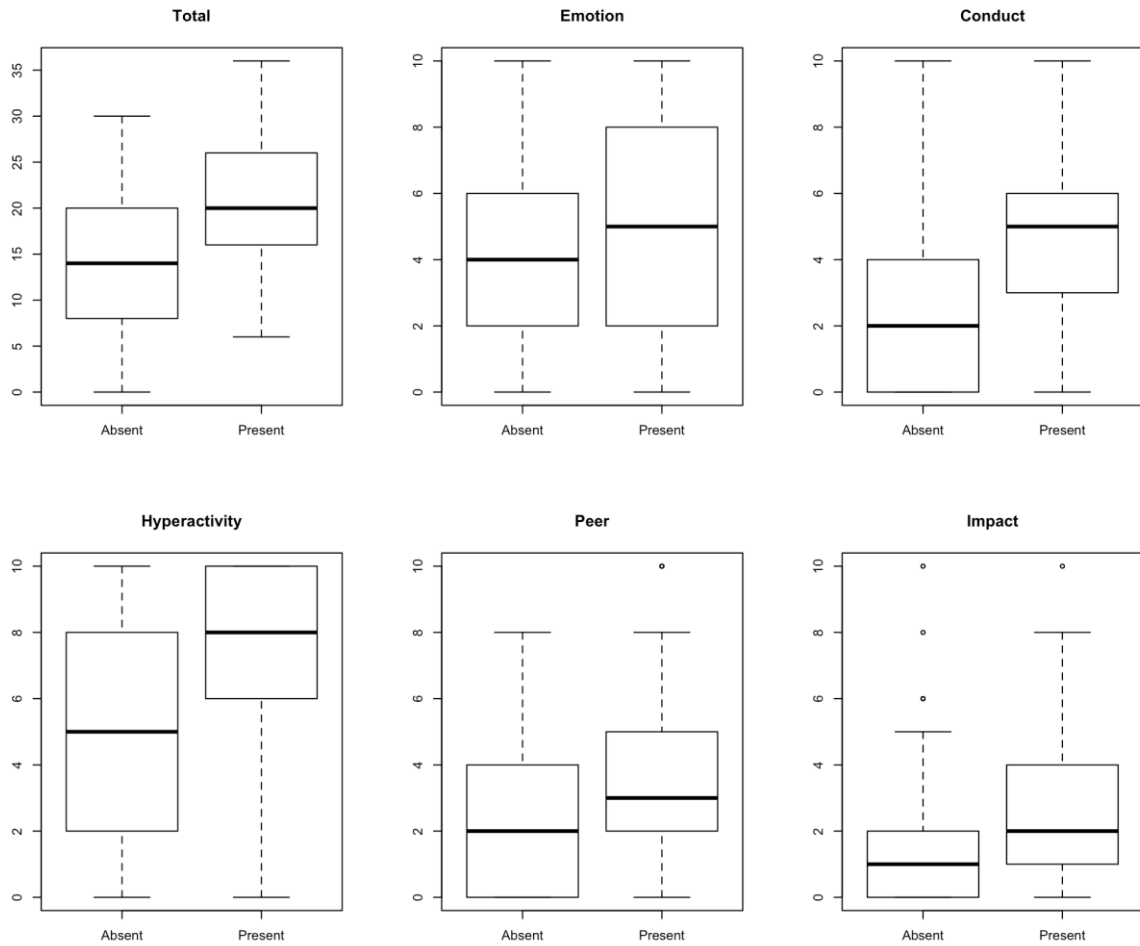 Total
Emotion
Conduct
35
30
25
20
15
10
5
0
10
8
6
4
2
0
10
8
6
4
2
0
Absent
Present
Absent
Present
Absent
Present
Hyperactivity
Peer
Impact
10
8
6
4
2
0
10
8
6
4
2
0
10
8
6
4
2
0
Absent
Present
Absent
Present
Absent
Present